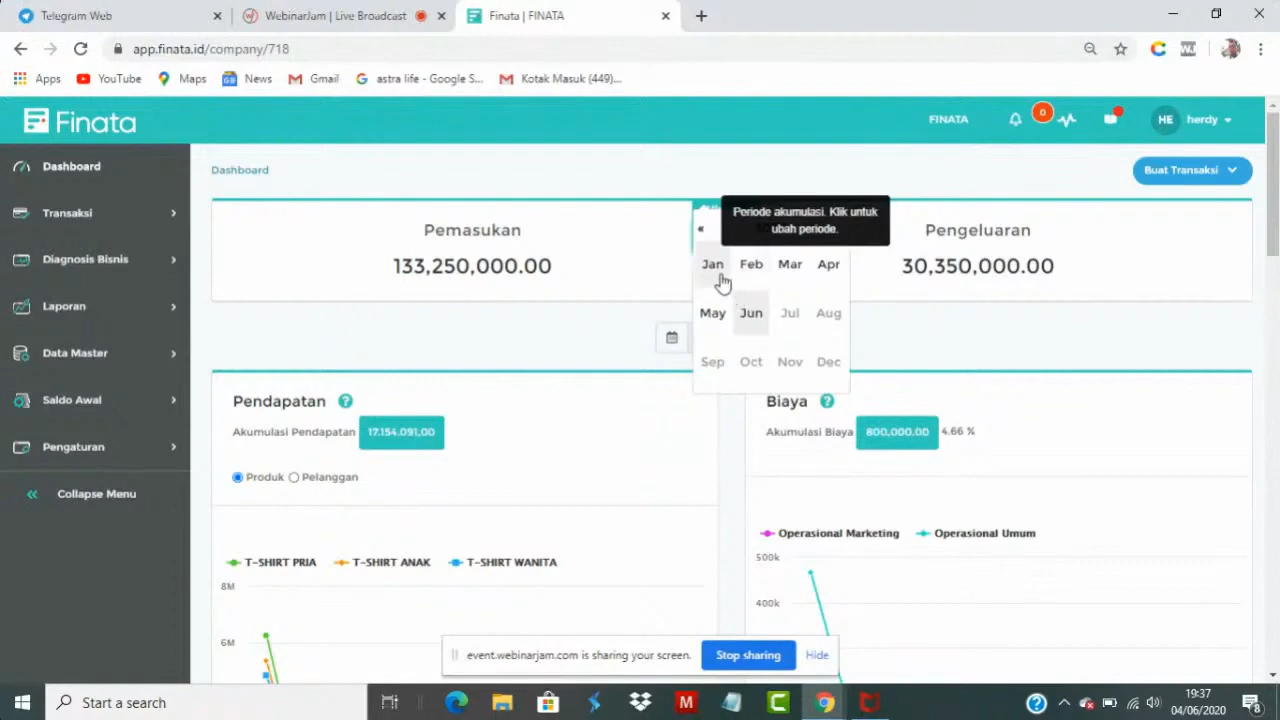 Telegram Web
WebinarJam | Live Broadcast
Finata | FINATA
app.finata.id/company/718
Apps
YouTube
Maps
News
Gmail
astra life - Google S...
Kotak Masuk (449)...
Finata
FINATA
0
HE
herdy
Dashboard
Transaksi
Diagnosis Bisnis
Laporan
Data Master
Saldo Awal
Pengaturan
Collapse Menu
Dashboard
Buat Transaksi
Pemasukan
133,250,000.00
Periode akumulasi. Klik untuk
ubah periode.
«
Jan Feb Mar Apr
May Jun Jul Aug
Sep Oct Nov Dec
Pengeluaran
30,350,000.00
Pendapatan ?
Akumulasi Pendapatan 17.154.091,00
Produk Pelanggan
T-SHIRT PRIA T-SHIRT ANAK T-SHIRT WANITA
8M
6M
Biaya ?
Akumulasi Biaya 800,000.00 4.66 %
Operasional Marketing Operasional Umum
500k
400k
event.webinarjam.com is sharing your screen. Stop sharing Hide
Start a search
19:37
04/06/2020
8